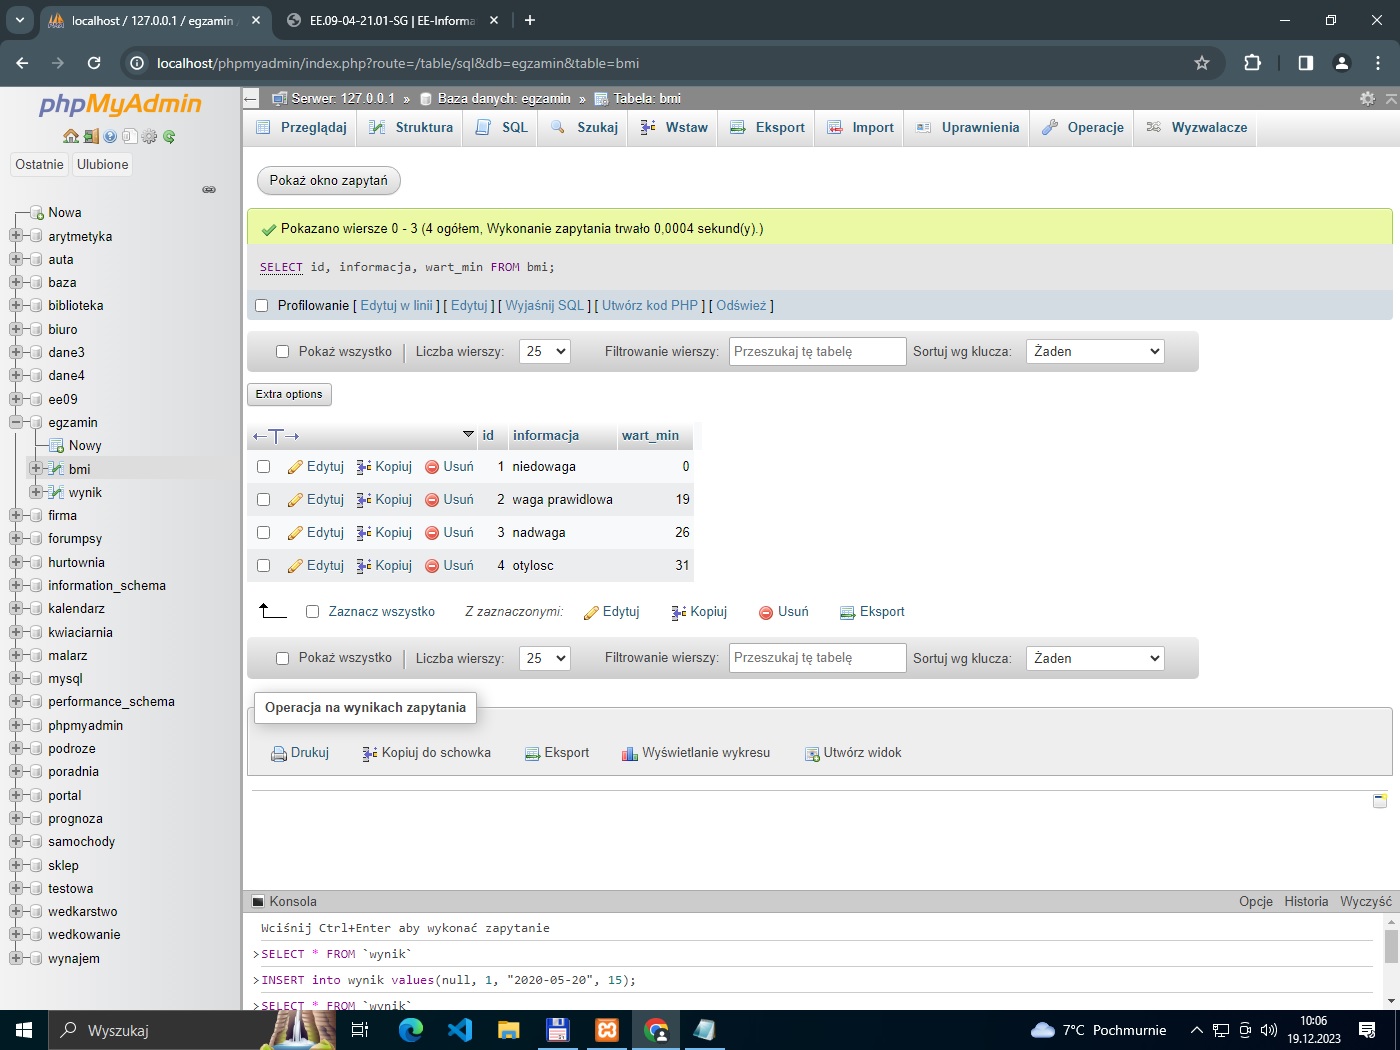 localhost / 127.0.0.1 / egzamin
EE.09-04-21.01-SG | EE-Informa
localhost/phpmyadmin/index.php?route=/table/sql&db=egzamin&table=bmi
phpMyAdmin
Ostatnie Ulubione
Nowa
arytmetyka
auta
baza
biblioteka
biuro
dane3
dane4
ee09
egzamin
Nowy
bmi
wynik
firma
forumpsy
hurtownia
information_schema
kalendarz
kwiaciarnia
malarz
mysql
performance_schema
phpmyadmin
podroze
poradnia
portal
prognoza
samochody
sklep
testowa
wedkarstwo
wedkowanie
wynajem
Serwer: 127.0.0.1 » Baza danych: egzamin » Tabela: bmi
Przeglądaj Struktura SQL Szukaj Wstaw Eksport Import Uprawnienia Operacje Wyzwalacze
Pokaż okno zapytań
Pokazano wiersze 0 - 3 (4 ogółem, Wykonanie zapytania trwało 0,0004 sekund(y).)
SELECT id, informacja, wart_min FROM bmi;
Profilowanie [ Edytuj w linii ] [ Edytuj ] [ Wyjaśnij SQL ] [ Utwórz kod PHP ] [ Odśwież ]
Pokaż wszystko Liczba wierszy: 25 Filtrowanie wierszy: Przeszukaj tę tabelę Sortuj wg klucza: Żaden
Extra options
id informacja wart_min
Edytuj Kopiuj Usuń 1 niedowaga 0
Edytuj Kopiuj Usuń 2 waga prawidlowa 19
Edytuj Kopiuj Usuń 3 nadwaga 26
Edytuj Kopiuj Usuń 4 otylosc 31
Zaznacz wszystko Z zaznaczonymi: Edytuj Kopiuj Usuń Eksport
Pokaż wszystko Liczba wierszy: 25 Filtrowanie wierszy: Przeszukaj tę tabelę Sortuj wg klucza: Żaden
Operacja na wynikach zapytania
Drukuj Kopiuj do schowka Eksport Wyświetlanie wykresu Utwórz widok
Konsola Opcje Historia Wyczyść
Wciśnij Ctrl+Enter aby wykonać zapytanie
>SELECT * FROM `wynik`
>INSERT into wynik values(null, 1, "2020-05-20", 15);
>SELECT * FROM `wynik`
Wyszukaj
7°C Pochmurnie
10:06
19.12.2023